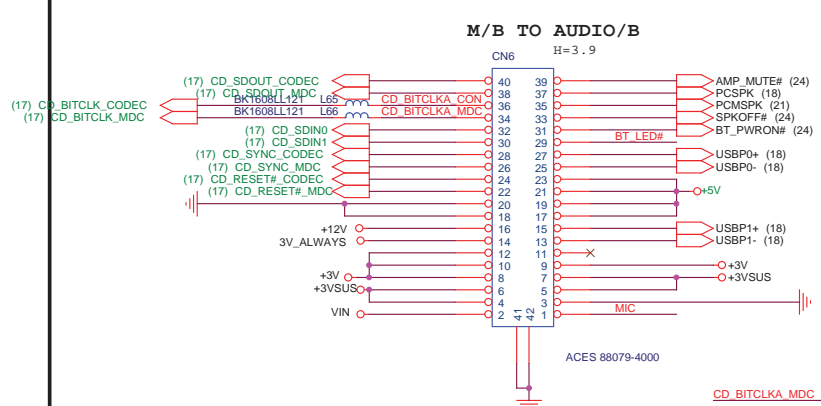 M/B TO AUDIO/B
CN6
H=3.9
(17) CD_SDOUT_CODEC 40 39 AMP_MUTE# (24)
(17) CD_SDOUT_MDC 38 37 PCSPK (18)
(17) CD_BITCLK_CODEC BK1608LL121 L65 CD_BITCLKA_CON 36 35 PCMSPK (21)
(17) CD_BITCLK_MDC BK1608LL121 L66 CD_BITCLKA_MDC 34 33 SPKOFF# (24)
(17) CD_SDIN0 32 31 BT_PWRON# (24)
(17) CD_SDIN1 30 29 BT_LED#
(17) CD_SYNC_CODEC 28 27 USBP0+ (18)
(17) CD_SYNC_MDC 26 25 USBP0- (18)
(17) CD_RESET#_CODEC 24 23
(17) CD_RESET#_MDC 22 21 +5V
20 19
18 17
+12V 16 15 USBP1+ (18)
3V_ALWAYS 14 13 USBP1- (18)
12 11
10 9 +3V
+3V 8 7 +3VSUS
+3VSUS 6 5
4 3
VIN 2 1 MIC
41 42
ACES 88079-4000
CD_BITCLKA_MDC